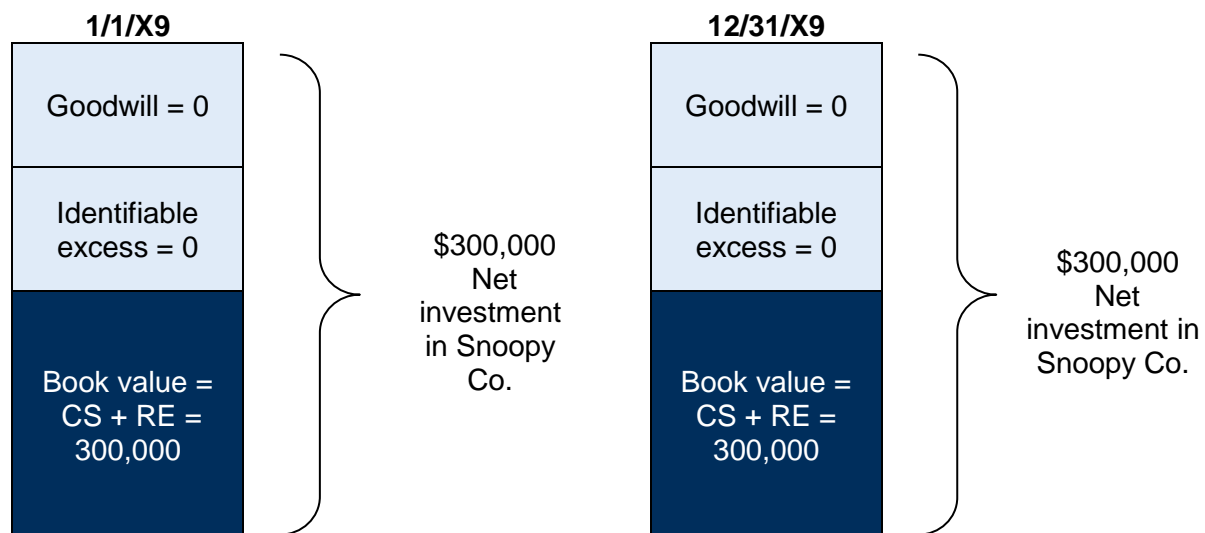 1/1/X9
Goodwill = 0
Identifiable
excess = 0
Book value =
CS + RE =
300,000
$300,000
Net
investment
in Snoopy
Co.
12/31/X9
Goodwill = 0
Identifiable
excess = 0
Book value =
CS + RE =
300,000
$300,000
Net
investment in
Snoopy Co.